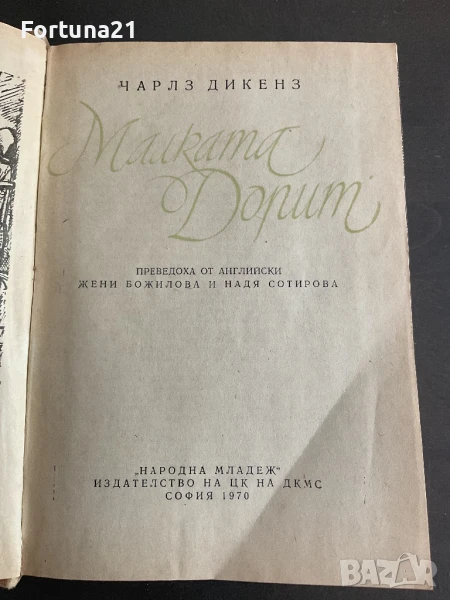 Fortuna21
ЧАРЛЗ ДИКЕНЗ
Малката
Дорит
ПРЕВЕДОХА ОТ АНГЛИЙСКИ
ЖЕНИ БОЖИЛОВА И НАДЯ СОТИРОВА
„НАРОДНА МЛАДЕЖ“
ИЗДАТЕЛСТВО НА ЦК НА ДКМС
СОФИЯ 1970
BAZAR